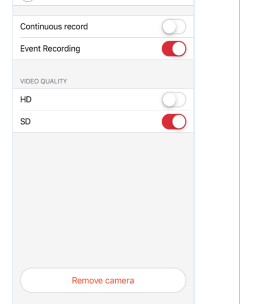 Continuous record
Event Recording
VIDEO QUALITY
HD
SD
Remove camera